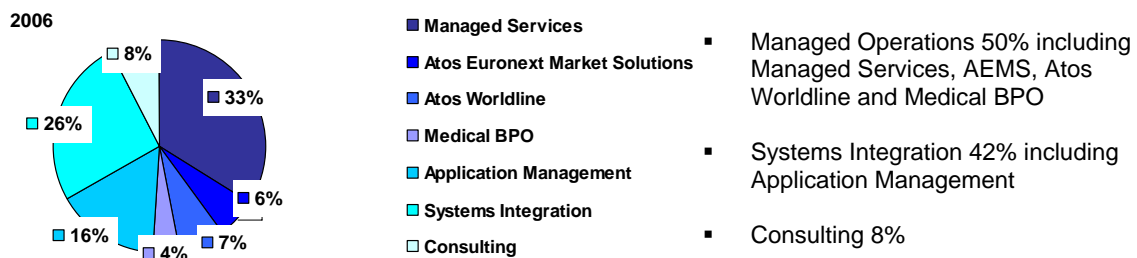 2006
8%
33%
26%
6%
16%
7%
4%
Managed Services
Atos Euronext Market Solutions
Atos Worldline
Medical BPO
Application Management
Systems Integration
Consulting
▪ Managed Operations 50% including
Managed Services, AEMS, Atos
Worldline and Medical BPO
▪ Systems Integration 42% including
Application Management
▪ Consulting 8%